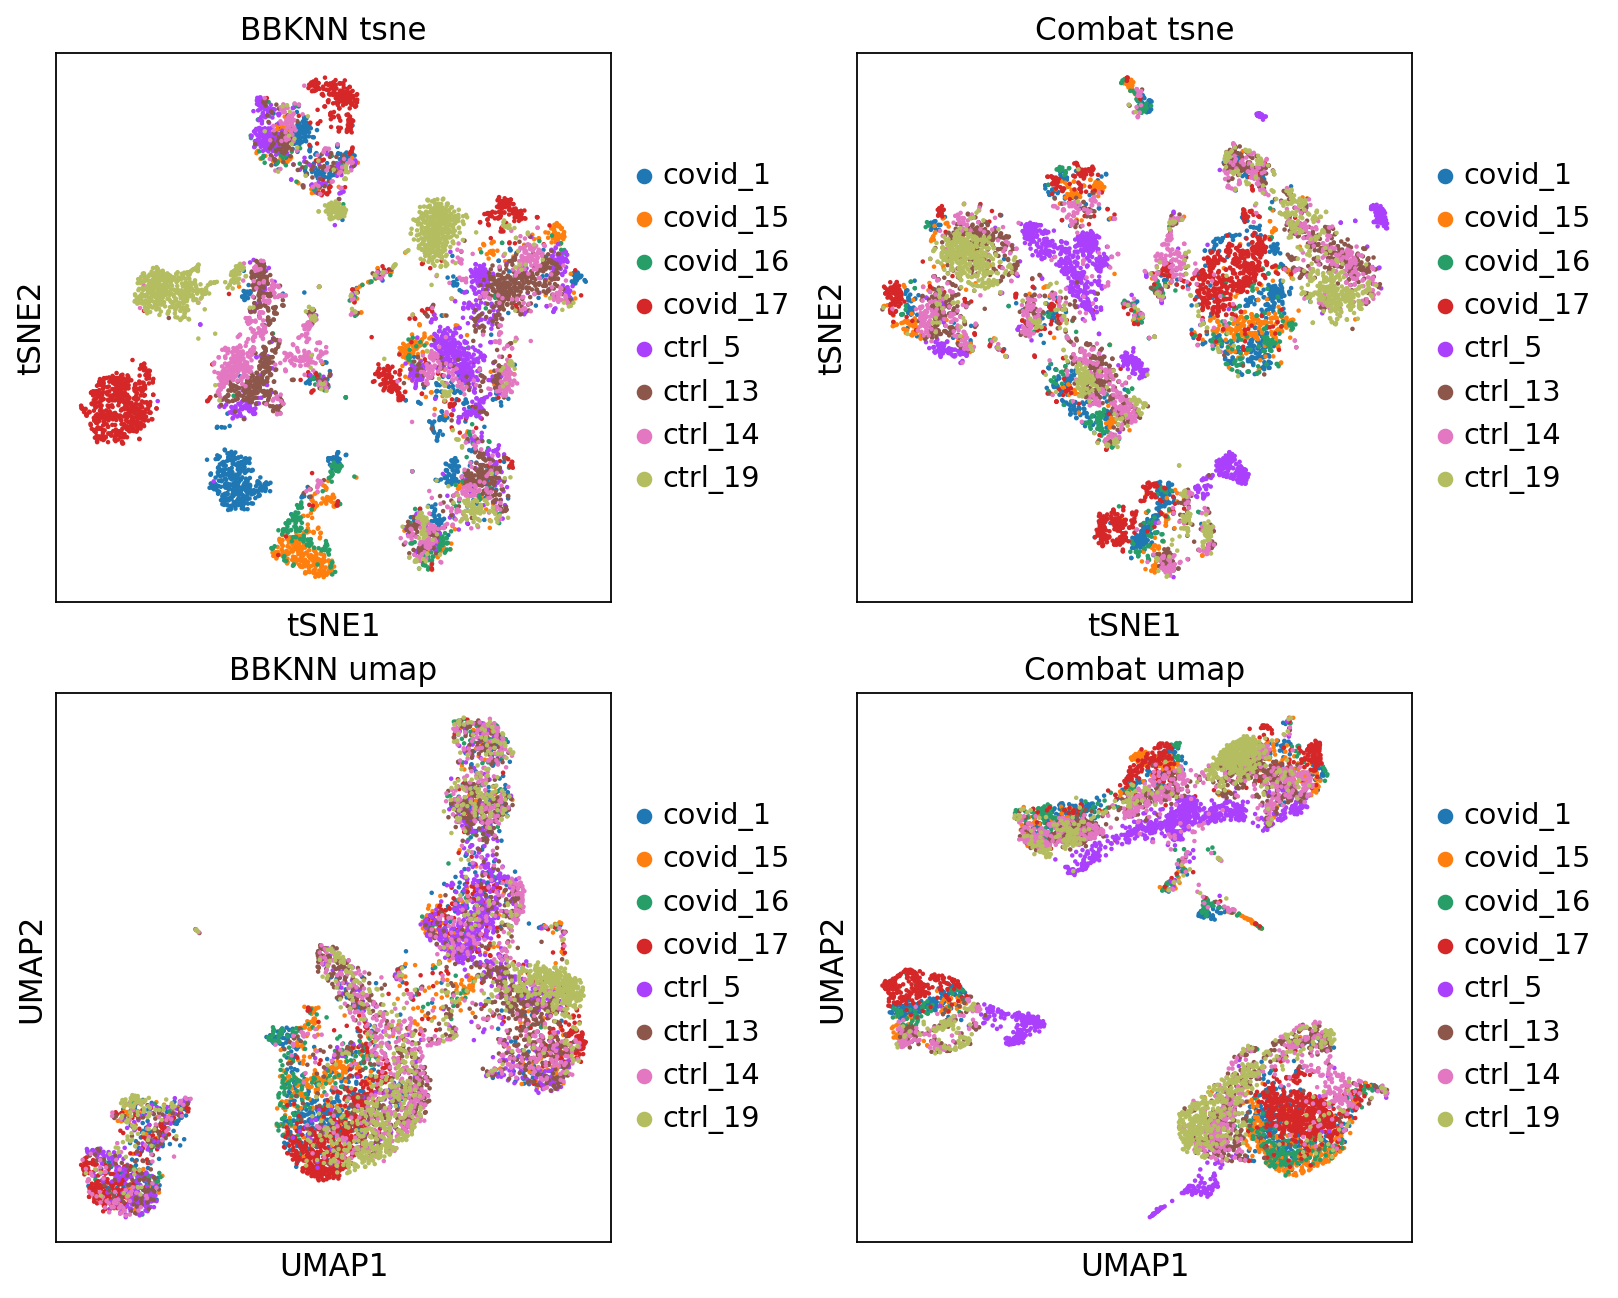 BBKNN tsne
tSNE2
tSNE1
covid_1
covid_15
covid_16
covid_17
ctrl_5
ctrl_13
ctrl_14
ctrl_19
Combat tsne
tSNE2
tSNE1
covid_1
covid_15
covid_16
covid_17
ctrl_5
ctrl_13
ctrl_14
ctrl_19
BBKNN umap
UMAP2
UMAP1
covid_1
covid_15
covid_16
covid_17
ctrl_5
ctrl_13
ctrl_14
ctrl_19
Combat umap
UMAP2
UMAP1
covid_1
covid_15
covid_16
covid_17
ctrl_5
ctrl_13
ctrl_14
ctrl_19